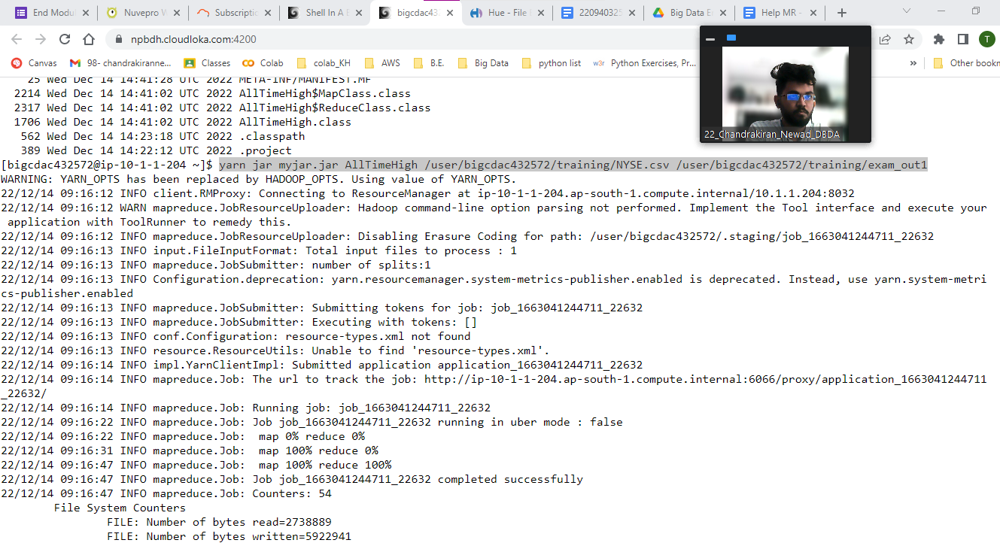 End Modu
Nuvepro W
Subscriptio
Shell In A B
bigcdac43
Hue - File
220940325
Big Data E
Help MR -
npbdh.cloudloka.com:4200
T
Canvas
98- chandrakiranne...
Classes
Colab
colab_KH
AWS
B.E.
Big Data
python list
w3r
Python Exercises, Pr...
»
Other bookm
22_Chandrakiran_Newad_DBDA
25 Wed Dec 14 14:41:28 UTC 2022 META-INF/MANIFEST.MF
2214 Wed Dec 14 14:41:02 UTC 2022 AllTimeHigh$MapClass.class
2317 Wed Dec 14 14:41:02 UTC 2022 AllTimeHigh$ReduceClass.class
1706 Wed Dec 14 14:41:02 UTC 2022 AllTimeHigh.class
562 Wed Dec 14 14:23:18 UTC 2022 .classpath
389 Wed Dec 14 14:22:12 UTC 2022 .project
[bigcdac432572@ip-10-1-1-204 ~]$ yarn jar myjar.jar AllTimeHigh /user/bigcdac432572/training/NYSE.csv /user/bigcdac432572/training/exam_out1
WARNING: YARN_OPTS has been replaced by HADOOP_OPTS. Using value of YARN_OPTS.
22/12/14 09:16:12 INFO client.RMProxy: Connecting to ResourceManager at ip-10-1-1-204.ap-south-1.compute.internal/10.1.1.204:8032
22/12/14 09:16:12 WARN mapreduce.JobResourceUploader: Hadoop command-line option parsing not performed. Implement the Tool interface and execute your
application with ToolRunner to remedy this.
22/12/14 09:16:12 INFO mapreduce.JobResourceUploader: Disabling Erasure Coding for path: /user/bigcdac432572/.staging/job_1663041244711_22632
22/12/14 09:16:13 INFO input.FileInputFormat: Total input files to process : 1
22/12/14 09:16:13 INFO mapreduce.JobSubmitter: number of splits:1
22/12/14 09:16:13 INFO Configuration.deprecation: yarn.resourcemanager.system-metrics-publisher.enabled is deprecated. Instead, use yarn.system-metri
cs-publisher.enabled
22/12/14 09:16:13 INFO mapreduce.JobSubmitter: Submitting tokens for job: job_1663041244711_22632
22/12/14 09:16:13 INFO mapreduce.JobSubmitter: Executing with tokens: []
22/12/14 09:16:13 INFO conf.Configuration: resource-types.xml not found
22/12/14 09:16:13 INFO resource.ResourceUtils: Unable to find 'resource-types.xml'.
22/12/14 09:16:14 INFO impl.YarnClientImpl: Submitted application application_1663041244711_22632
22/12/14 09:16:14 INFO mapreduce.Job: The url to track the job: http://ip-10-1-1-204.ap-south-1.compute.internal:6066/proxy/application_1663041244711
_22632/
22/12/14 09:16:14 INFO mapreduce.Job: Running job: job_1663041244711_22632
22/12/14 09:16:22 INFO mapreduce.Job: Job job_1663041244711_22632 running in uber mode : false
22/12/14 09:16:22 INFO mapreduce.Job:  map 0% reduce 0%
22/12/14 09:16:31 INFO mapreduce.Job:  map 100% reduce 0%
22/12/14 09:16:47 INFO mapreduce.Job:  map 100% reduce 100%
22/12/14 09:16:47 INFO mapreduce.Job: Job job_1663041244711_22632 completed successfully
22/12/14 09:16:47 INFO mapreduce.Job: Counters: 54
File System Counters
FILE: Number of bytes read=2738889
FILE: Number of bytes written=5922941